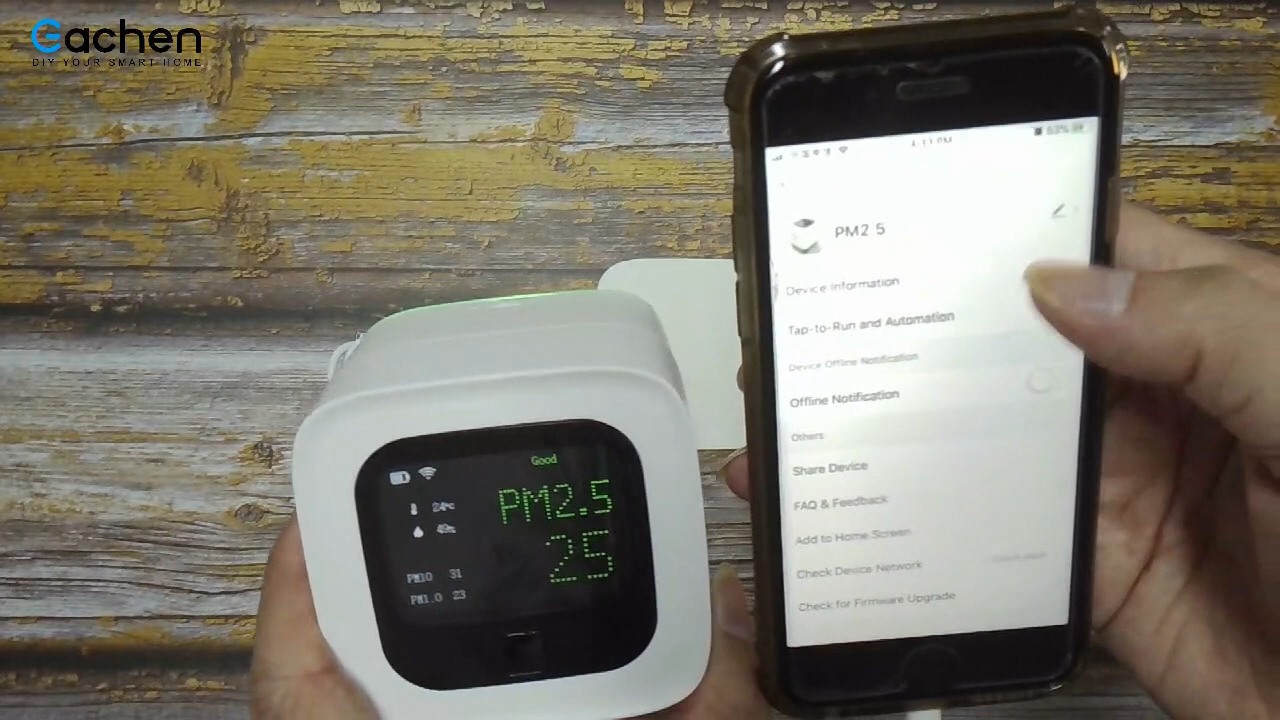 Eachen
DIY YOUR SMART HOME
53%
PM2 5
Device Information
Tap-to-Run and Automation
Device Offline Notification
Offline Notification
Others
Share Device
FAQ & Feedback
Add to Home Screen
Check Device Network
Check for Firmware Upgrade
Good
PM2.5
25
24°C
49%
PM10 31
PM1.0 23